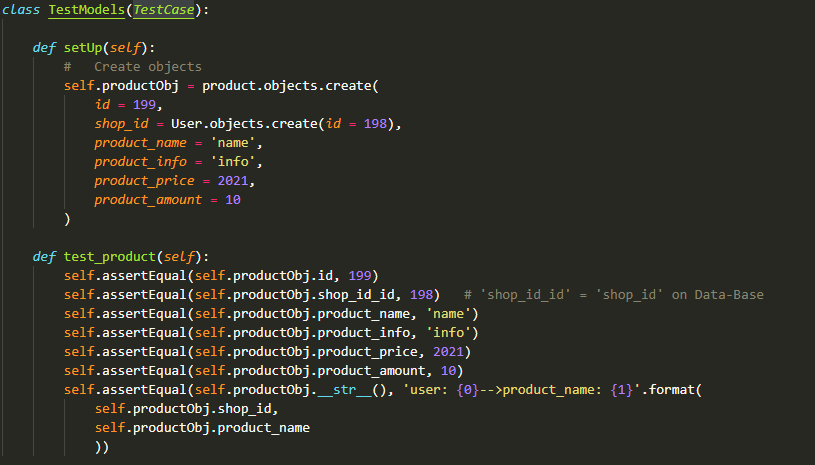 class TestModels(TestCase):
def setUp(self):
#   Create objects
self.productObj = product.objects.create(
id = 199,
shop_id = User.objects.create(id = 198),
product_name = 'name',
product_info = 'info',
product_price = 2021,
product_amount = 10
)
def test_product(self):
self.assertEqual(self.productObj.id, 199)
self.assertEqual(self.productObj.shop_id_id, 198)   # 'shop_id_id' = 'shop_id' on Data-Base
self.assertEqual(self.productObj.product_name, 'name')
self.assertEqual(self.productObj.product_info, 'info')
self.assertEqual(self.productObj.product_price, 2021)
self.assertEqual(self.productObj.product_amount, 10)
self.assertEqual(self.productObj.__str__(), 'user: {0}-->product_name: {1}'.format(
self.productObj.shop_id,
self.productObj.product_name
))